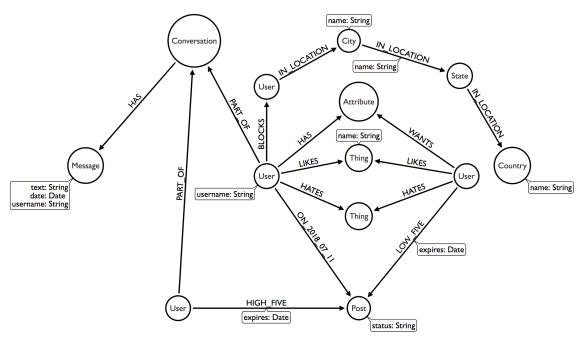 name: String
Conversation
City
IN_LOCATION
IN_LOCATION
name: String
State
User
IN_LOCATION
HAS
PART_OF
BLOCKS
Attribute
HAS
WANTS
name: String
Message
LIKES
Thing
LIKES
Country
text: String
date: Date
username: String
PART_OF
User
username: String
User
name: String
HATES
HATES
Thing
ON_2018_07_11
LOW_FIVE
expires: Date
User
HIGH_FIVE
expires: Date
Post
status: String